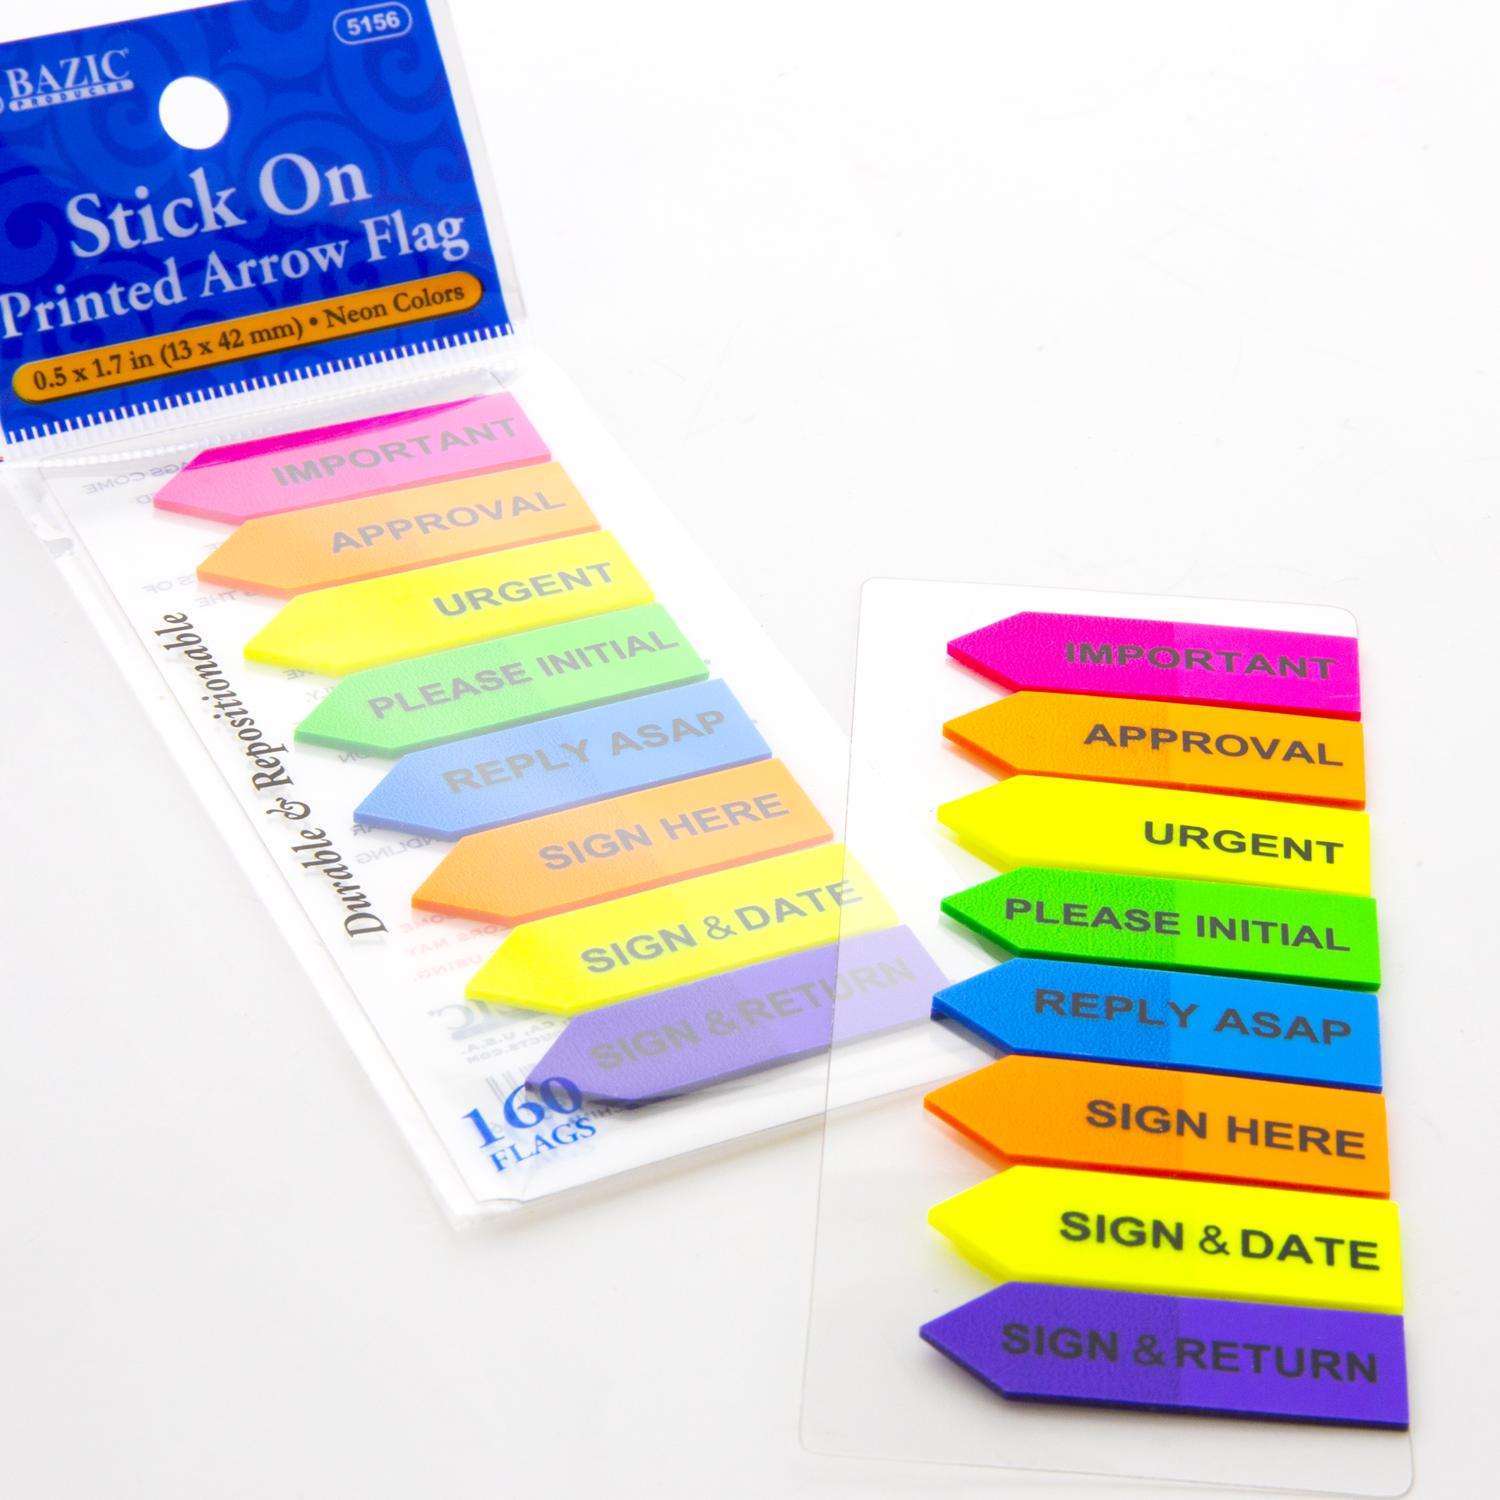 5156
BAZIC
PRODUCTS
Stick On
Printed Arrow Flag
0.5 x 1.7 in (13 x 42 mm) • Neon Colors
IMPORTANT
APPROVAL
URGENT
PLEASE INITIAL
REPLY ASAP
SIGN HERE
SIGN & DATE
SIGN & RETURN
Durable & Repositionable
160
FLAGS
IMPORTANT
APPROVAL
URGENT
PLEASE INITIAL
REPLY ASAP
SIGN HERE
SIGN & DATE
SIGN & RETURN